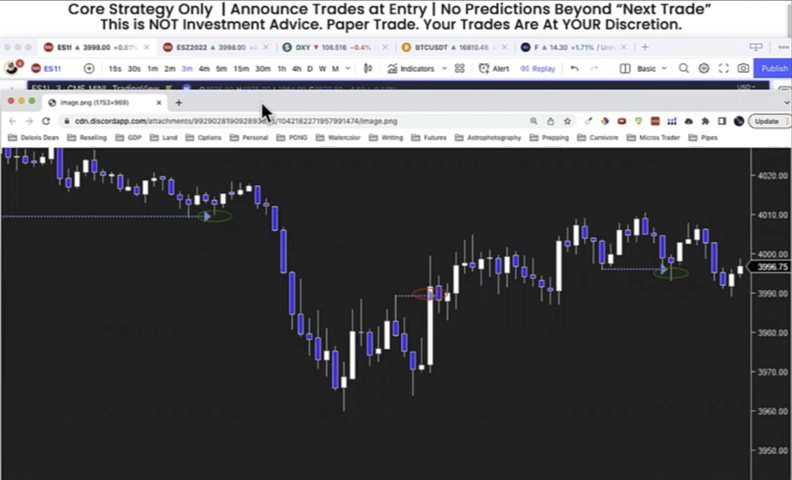 Core Strategy Only | Announce Trades at Entry | No Predictions Beyond “Next Trade”
This is NOT Investment Advice. Paper Trade. Your Trades Are At YOUR Discretion.
ES1! ▲ 3998.00 +0.81% ESZ2022 ▲ 3998.00 DXY ▼ 106.516 −0.4% BTCUSDT ▲ 16810.48 F ▲ 14.30 +1.71%
ES1! 15s 30s 1m 2m 3m 4m 5m 15m 30m 1h 4h D W M Indicators Alert Replay Basic Publish
image.png (1753×969)
Update
Deloris Dean Reselling GDP Land Options Personal PONG Watercolor Writing Futures Astrophotography Prepping Carnivore Micros Trader Pipes
4020.00
4010.00
4000.00
3996.75
3990.00
3980.00
3970.00
3960.00
3950.00